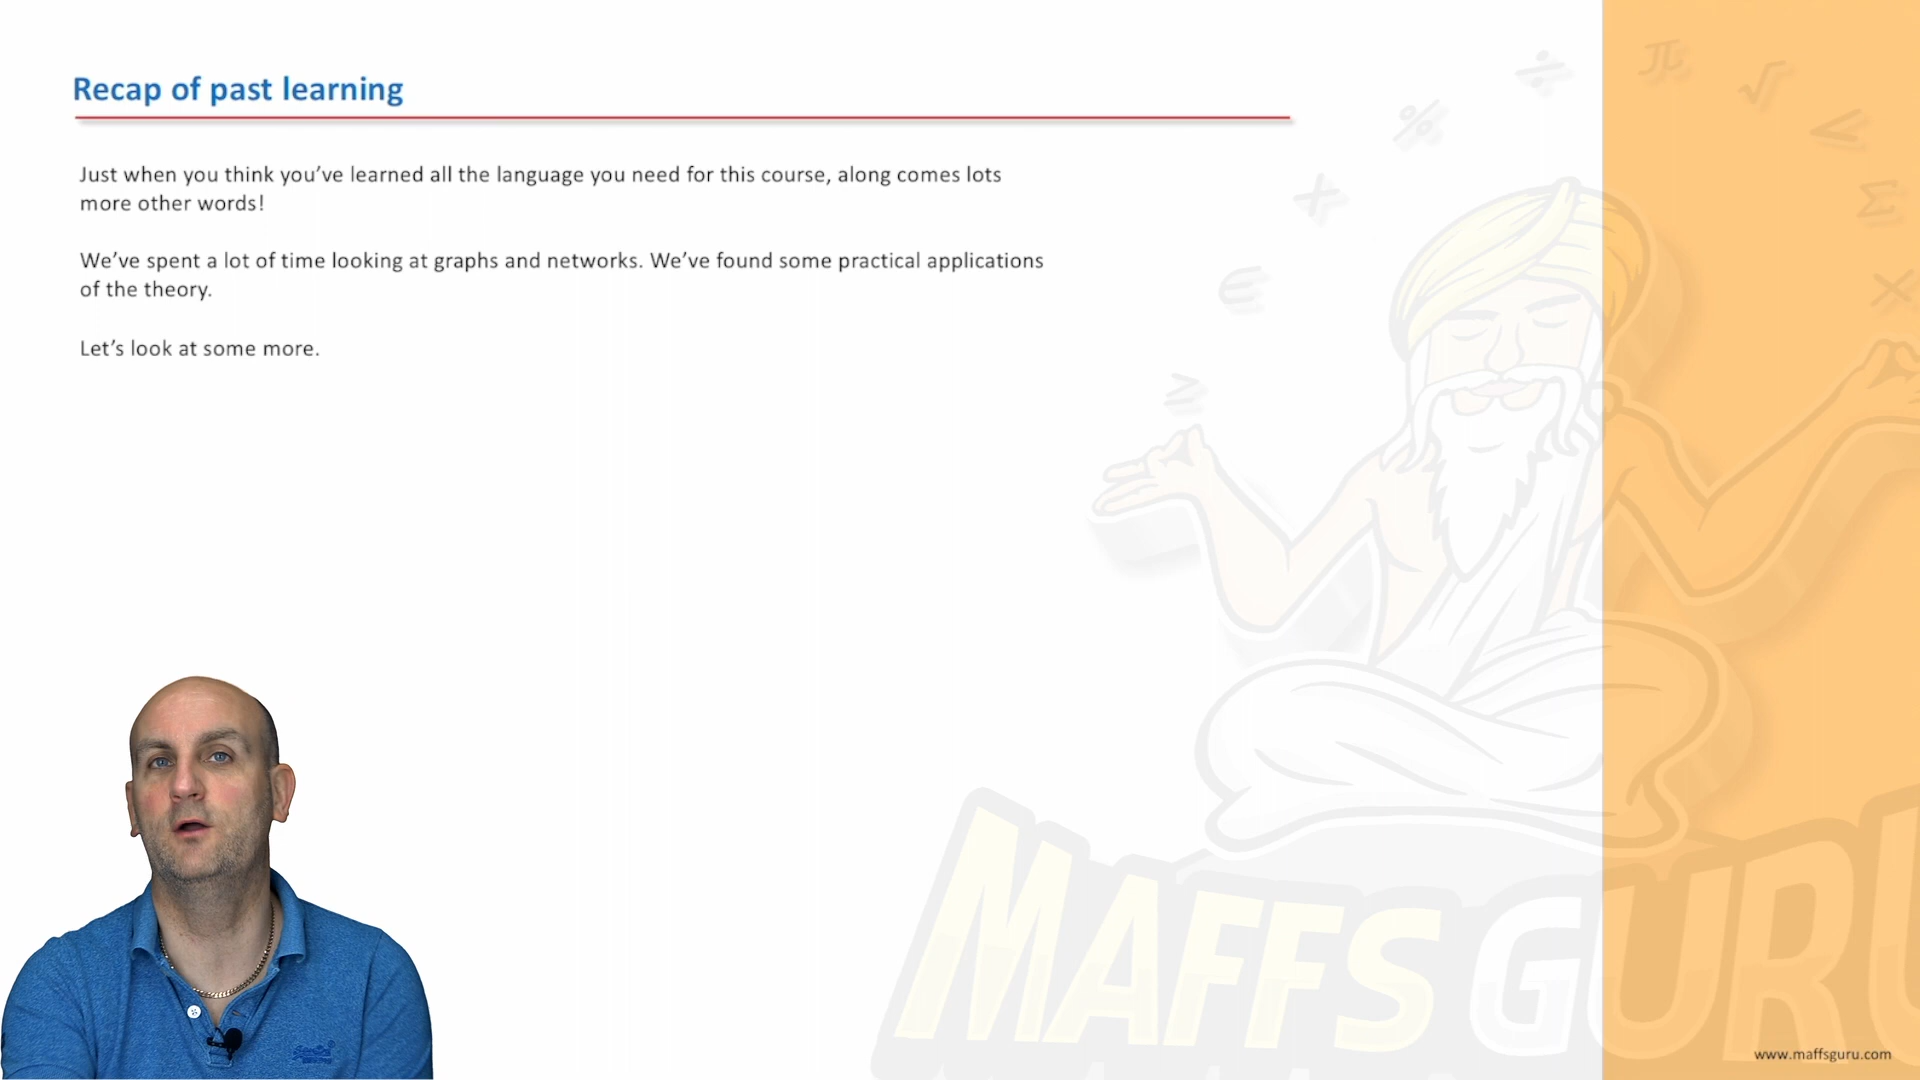 Recap of past learning
Just when you think you’ve learned all the language you need for this course, along comes lots
more other words!
We’ve spent a lot of time looking at graphs and networks. We’ve found some practical applications
of the theory.
Let’s look at some more.
MAFFS GURU
www.maffsguru.com